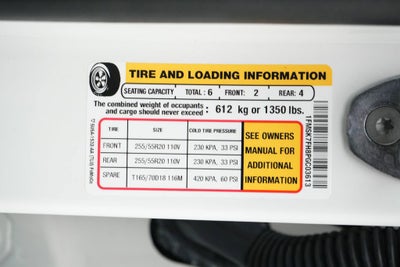 TIRE AND LOADING INFORMATION
SEATING CAPACITY TOTAL : 6 FRONT: 2 REAR: 4
The combined weight of occupants
and cargo should never exceed : 612 kg or 1350 lbs.
TIRE SIZE COLD TIRE PRESSURE
FRONT 255/55R20 110V 230 KPA, 33 PSI
REAR 255/55R20 110V 230 KPA, 33 PSI
SPARE T165/70D18 116M 420 KPA, 60 PSI
SEE OWNERS
MANUAL FOR
ADDITIONAL
INFORMATION